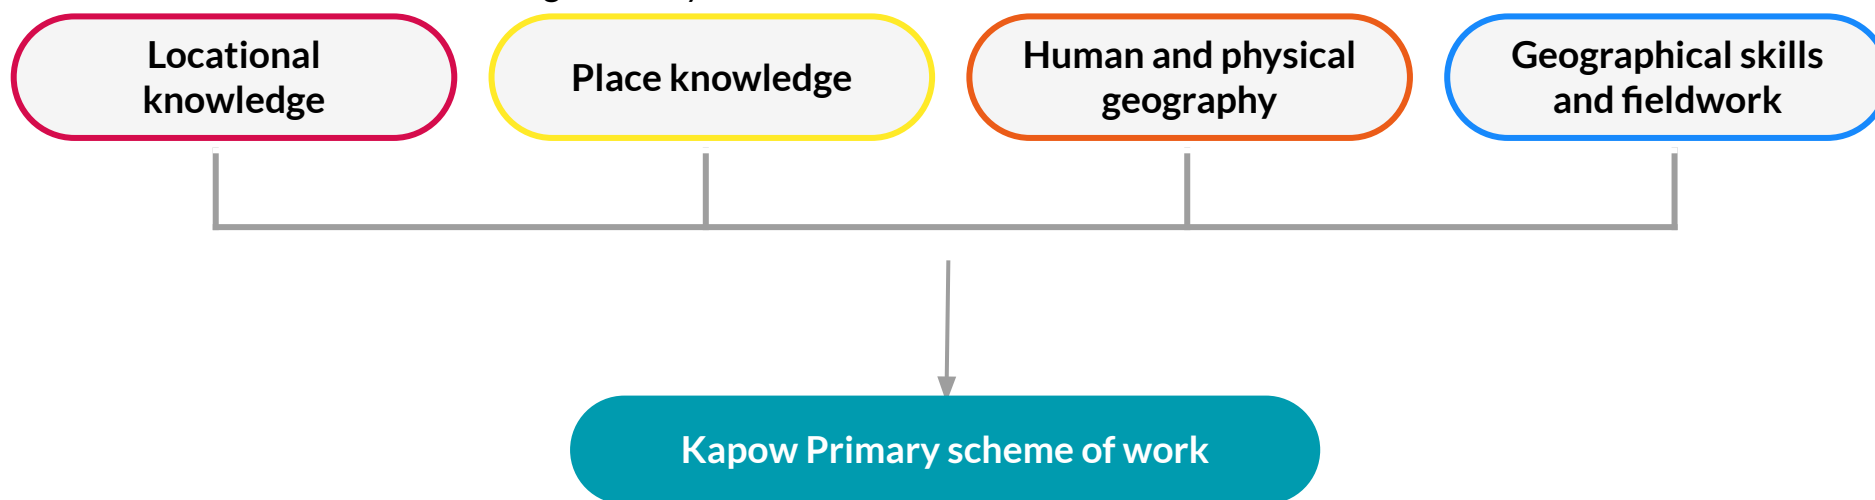 Locational
knowledge
Place knowledge
Human and physical
geography
Geographical skills
and fieldwork
Kapow Primary scheme of work